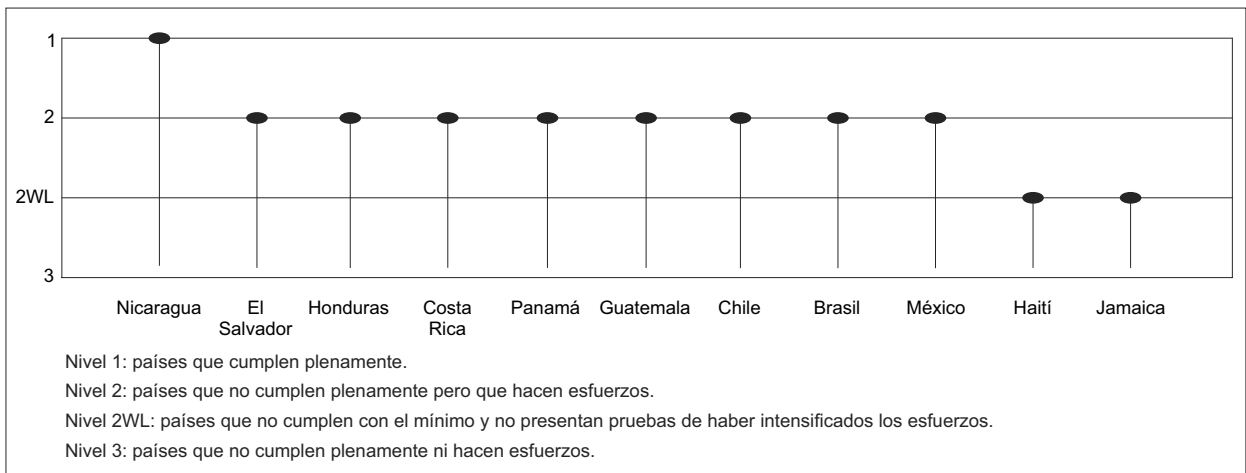 1
2
2WL
3
Nicaragua El Honduras Costa Panamá Guatemala Chile Brasil México Haití Jamaica
Salvador Rica
Nivel 1: países que cumplen plenamente.
Nivel 2: países que no cumplen plenamente pero que hacen esfuerzos.
Nivel 2WL: países que no cumplen con el mínimo y no presentan pruebas de haber intensificados los esfuerzos.
Nivel 3: países que no cumplen plenamente ni hacen esfuerzos.